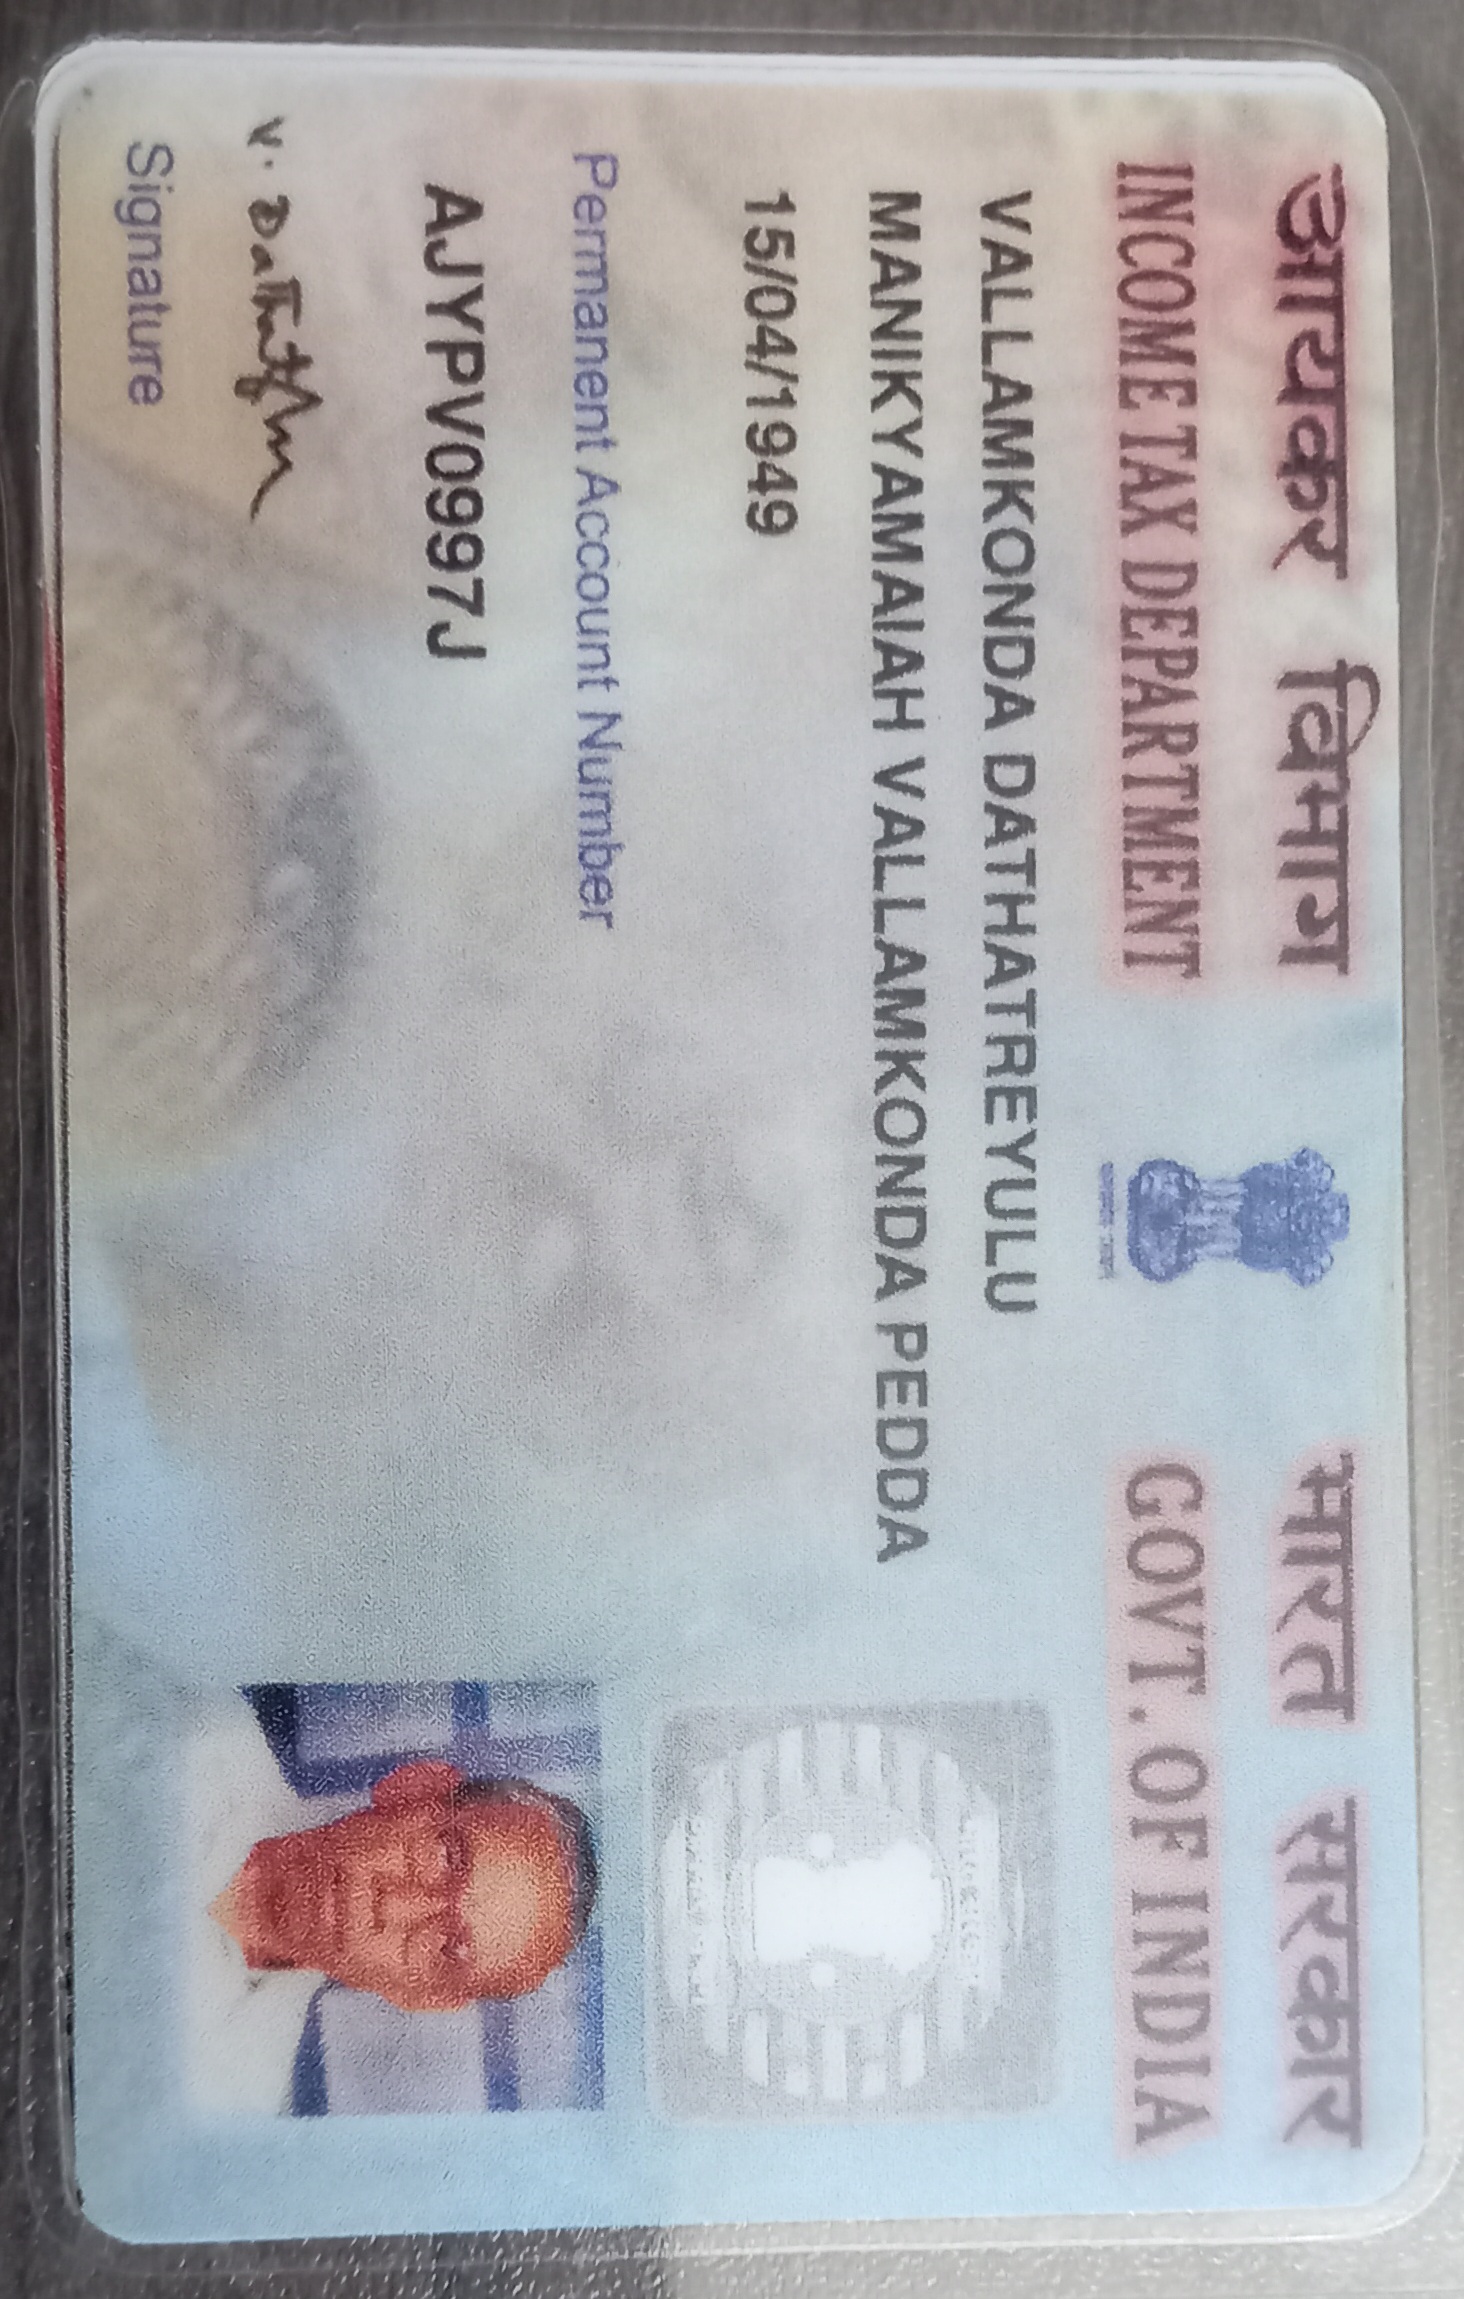 आयकर विभाग
INCOME TAX DEPARTMENT
भारत सरकार
GOVT. OF INDIA
VALLAMKONDA DATHATREYULU
MANIKYAMAIAH VALLAMKONDA PEDDA
15/04/1949
Permanent Account Number
AJYPV0997J
V. Dathathri
Signature